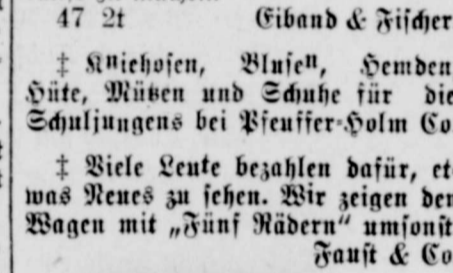 47 2t Eiband & Fischer
‡ Kniehosen, Blusen, Hemden
Hüte, Mützen und Schuhe für die
Schuljungens bei Pfeuffer-Holm Co
‡ Viele Leute bezahlen dafür, et
was Neues zu sehen. Wir zeigen den
Wagen mit „Fünf Rädern“ umsonst
Faust & Co